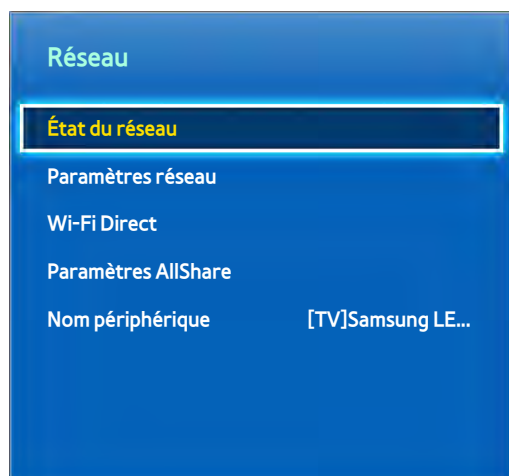 Réseau
État du réseau
Paramètres réseau
Wi-Fi Direct
Paramètres AllShare
Nom périphérique [TV]Samsung LE...